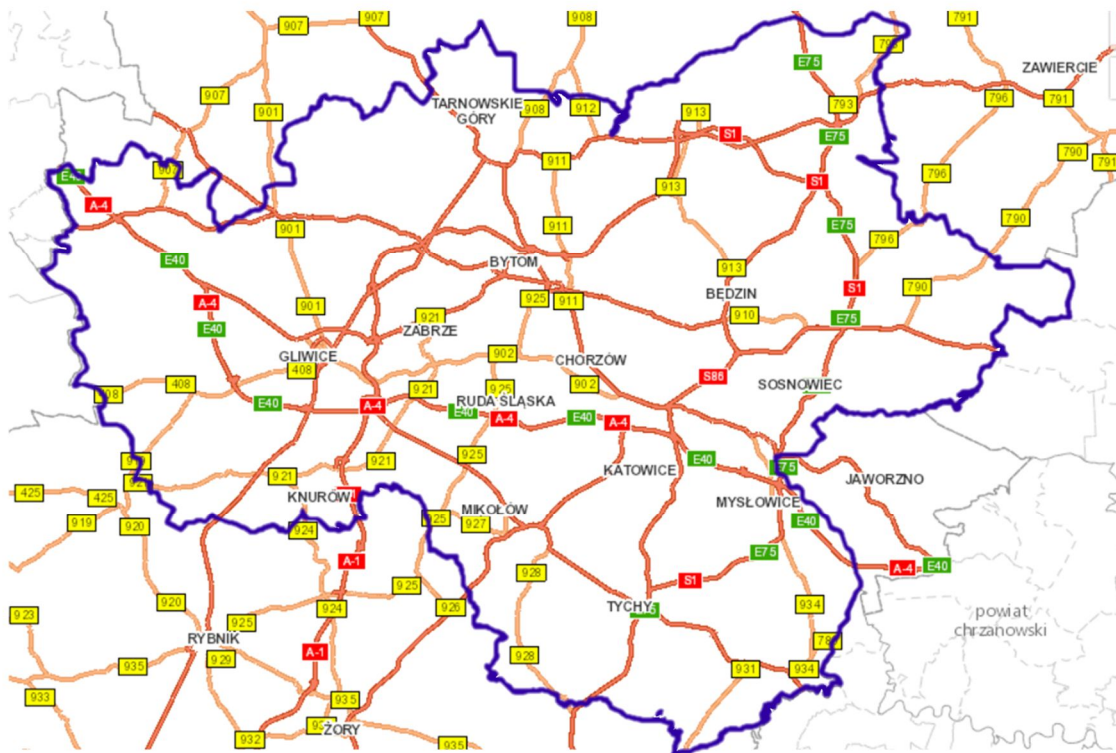 907
907
908
791
793
E75
ZAWIERCIE
907
901
TARNOWSKIE
GÓRY
908
912
913
793
796
791
S1
E75
907
911
790
791
A-4
913
S1
796
901
911
E75
796
790
E40
BYTOM
913
A-4
901
925
911
BĘDZIN
S1
790
E40
921
ZABRZE
910
E75
GLIWICE
902
CHORZÓW
408
408
921
902
S86
SOSNOWIEC
E40
A-4
RUDA ŚLĄSKA
E40
A-4
E40
A-4
925
KATOWICE
E40
E75
JAWORZNO
921
921
425
425
KNURÓW
MIKOŁÓW
MYSŁOWICE
919
920
924
925
927
E40
A-1
E75
A-4
E40
928
S1
920
925
924
925
926
TYCHY
934
powiat
chrzanowski
923
RYBNIK
935
929
A-1
928
931
934
933
935
932
ŻORY
935